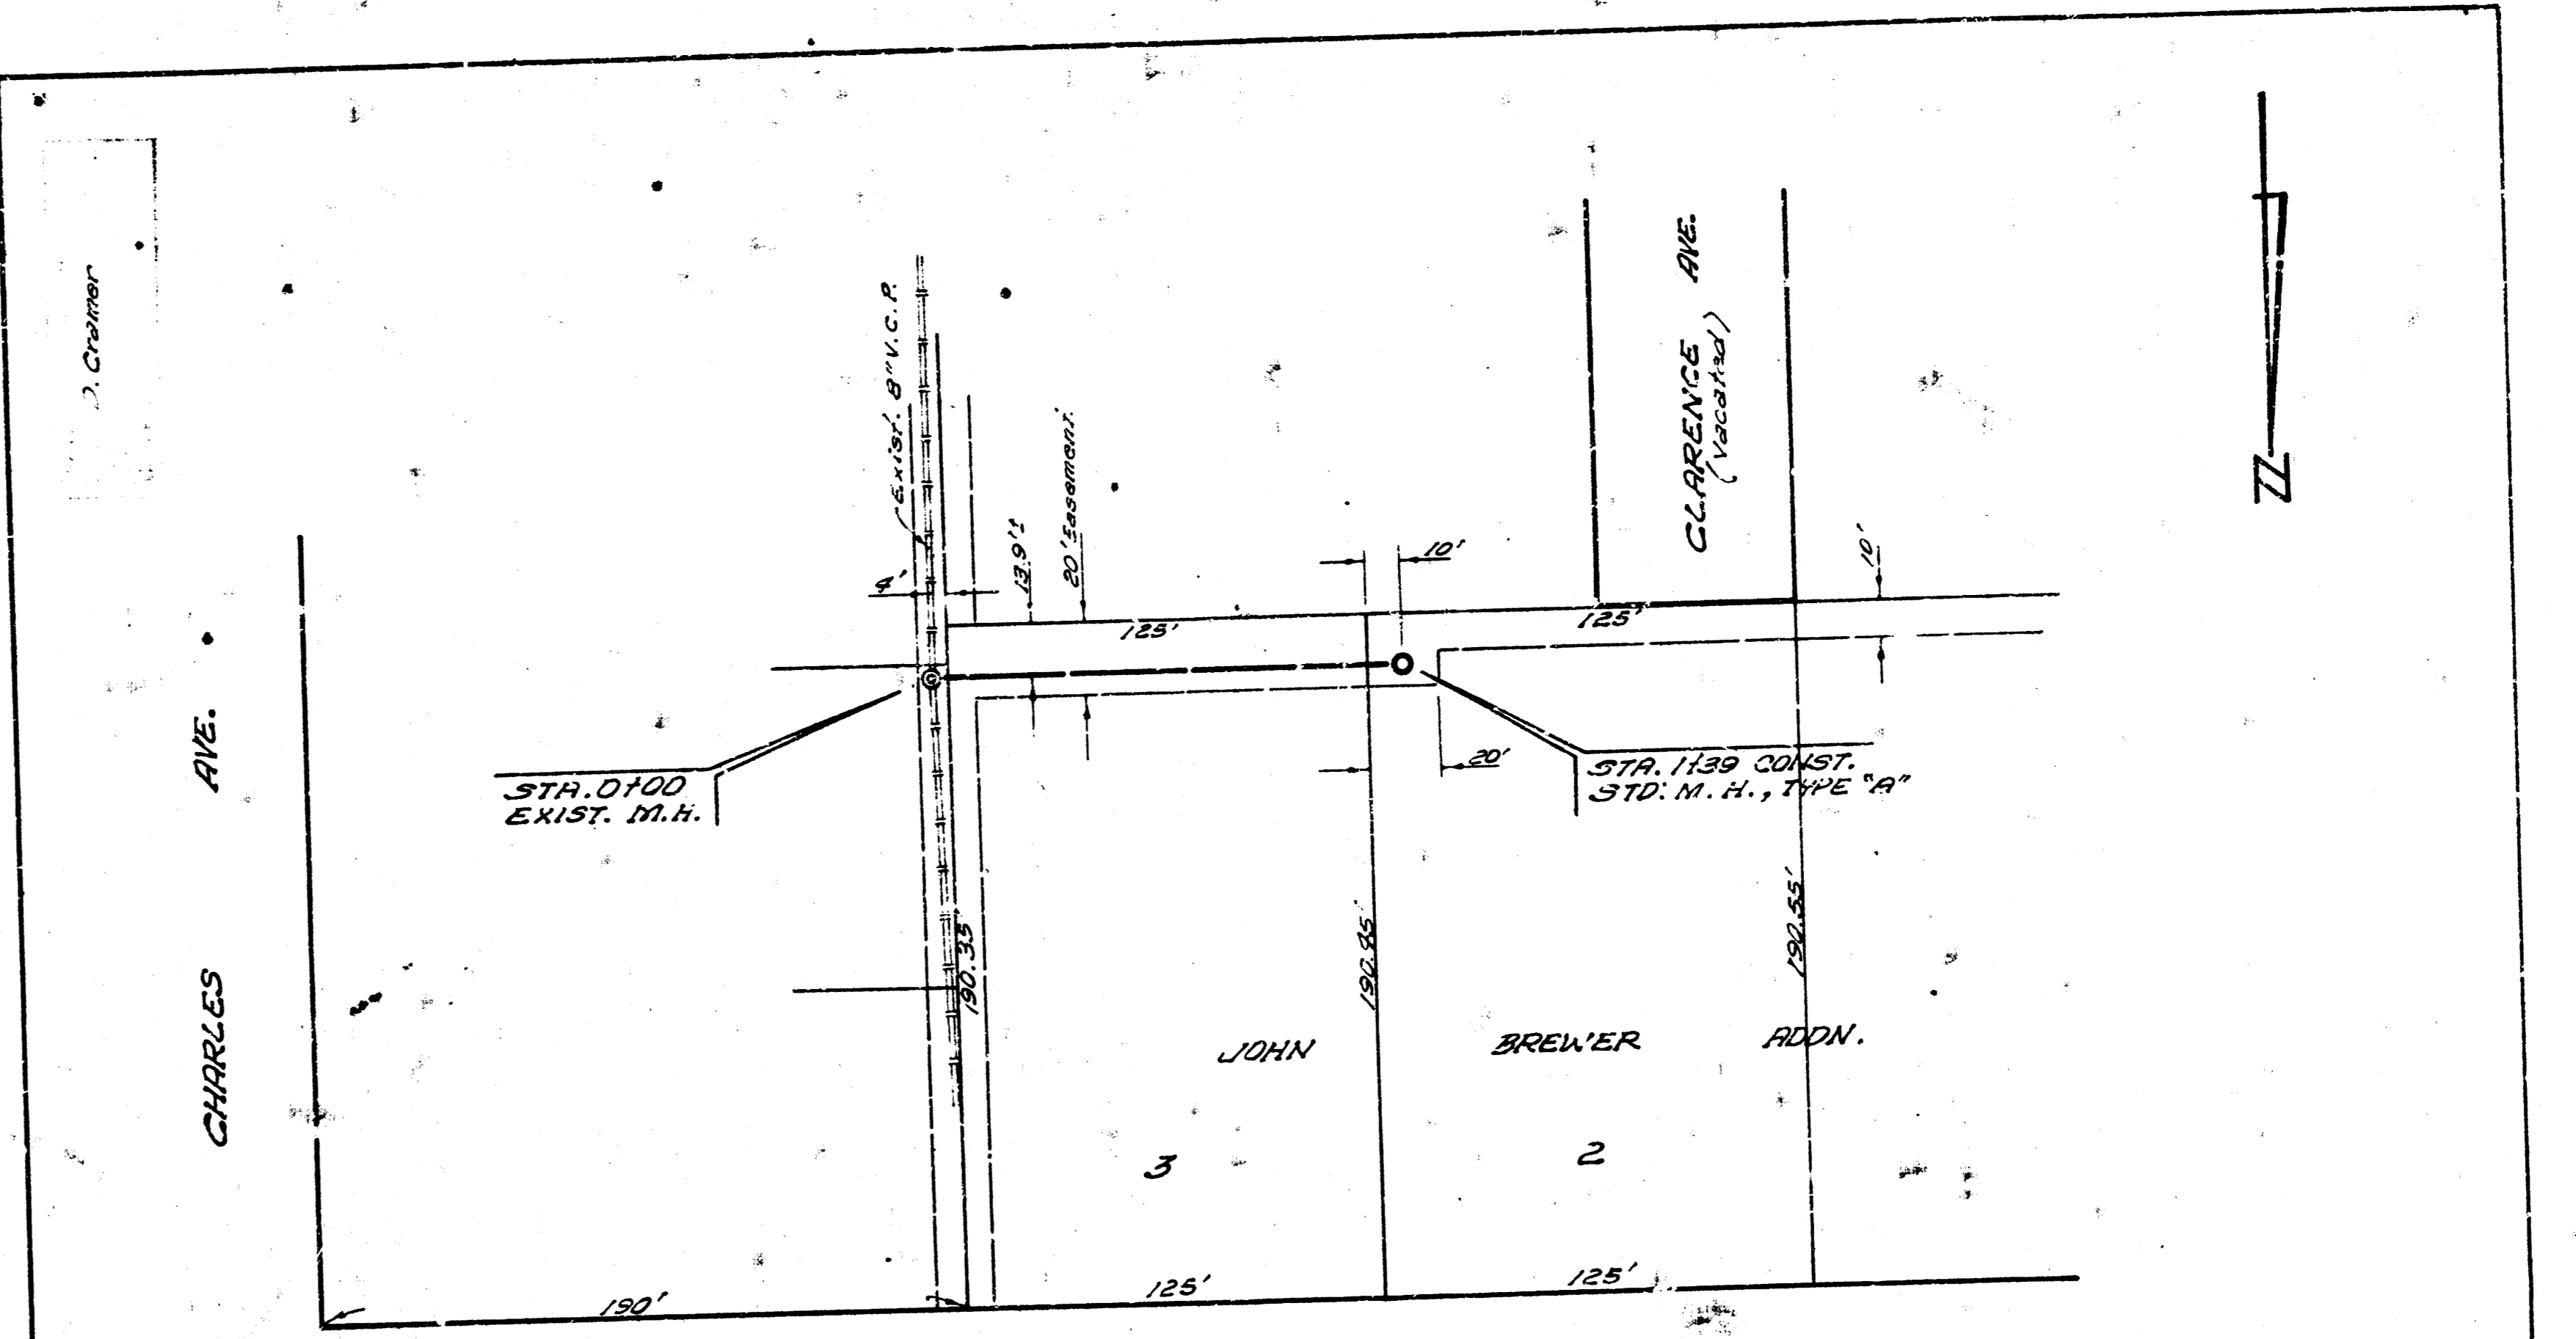 D. Cramer
CHARLES AVE.
Exist. 8" V.C.P.
4'
13.9'±
20' Easement
10'
CLARENCE AVE.
(Vacated)
10'
125'
125'
STA. 0+00
EXIST. M.H.
20'
STA. 1+39 CONST.
STD. M.H., TYPE "A"
190.35
190.45'
190.55'
JOHN BREWER ADDN.
3
2
190'
125'
125'
N